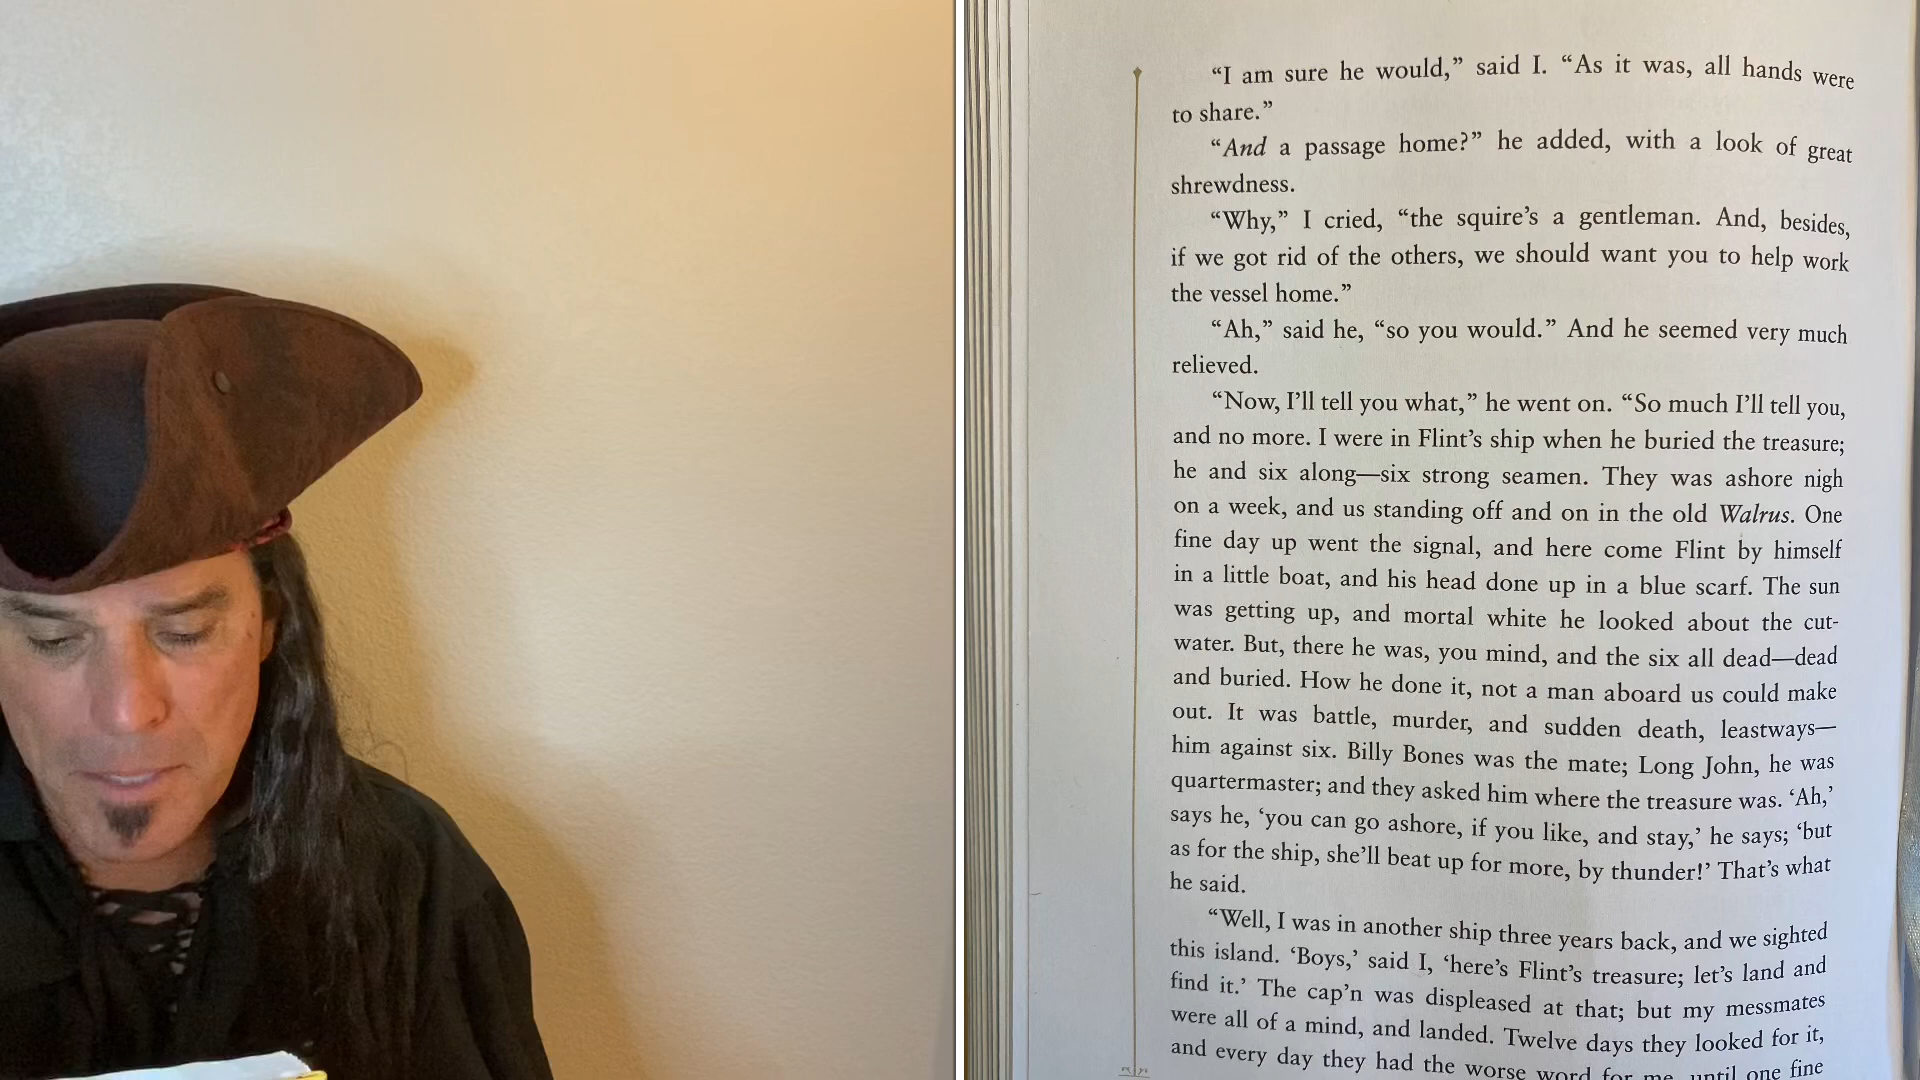 “I am sure he would,” said I. “As it was, all hands were
to share.”
“And a passage home?” he added, with a look of great
shrewdness.
“Why,” I cried, “the squire’s a gentleman. And, besides,
if we got rid of the others, we should want you to help work
the vessel home.”
“Ah,” said he, “so you would.” And he seemed very much
relieved.
“Now, I’ll tell you what,” he went on. “So much I’ll tell you,
and no more. I were in Flint’s ship when he buried the treasure;
he and six along—six strong seamen. They was ashore nigh
on a week, and us standing off and on in the old Walrus. One
fine day up went the signal, and here come Flint by himself
in a little boat, and his head done up in a blue scarf. The sun
was getting up, and mortal white he looked about the cut-
water. But, there he was, you mind, and the six all dead—dead
and buried. How he done it, not a man aboard us could make
out. It was battle, murder, and sudden death, leastways—
him against six. Billy Bones was the mate; Long John, he was
quartermaster; and they asked him where the treasure was. ‘Ah,’
says he, ‘you can go ashore, if you like, and stay,’ he says; ‘but
as for the ship, she’ll beat up for more, by thunder!’ That’s what
he said.
“Well, I was in another ship three years back, and we sighted
this island. ‘Boys,’ said I, ‘here’s Flint’s treasure; let’s land and
find it.’ The cap’n was displeased at that; but my messmates
were all of a mind, and landed. Twelve days they looked for it,
and every day they had the worse word for me, until one fine